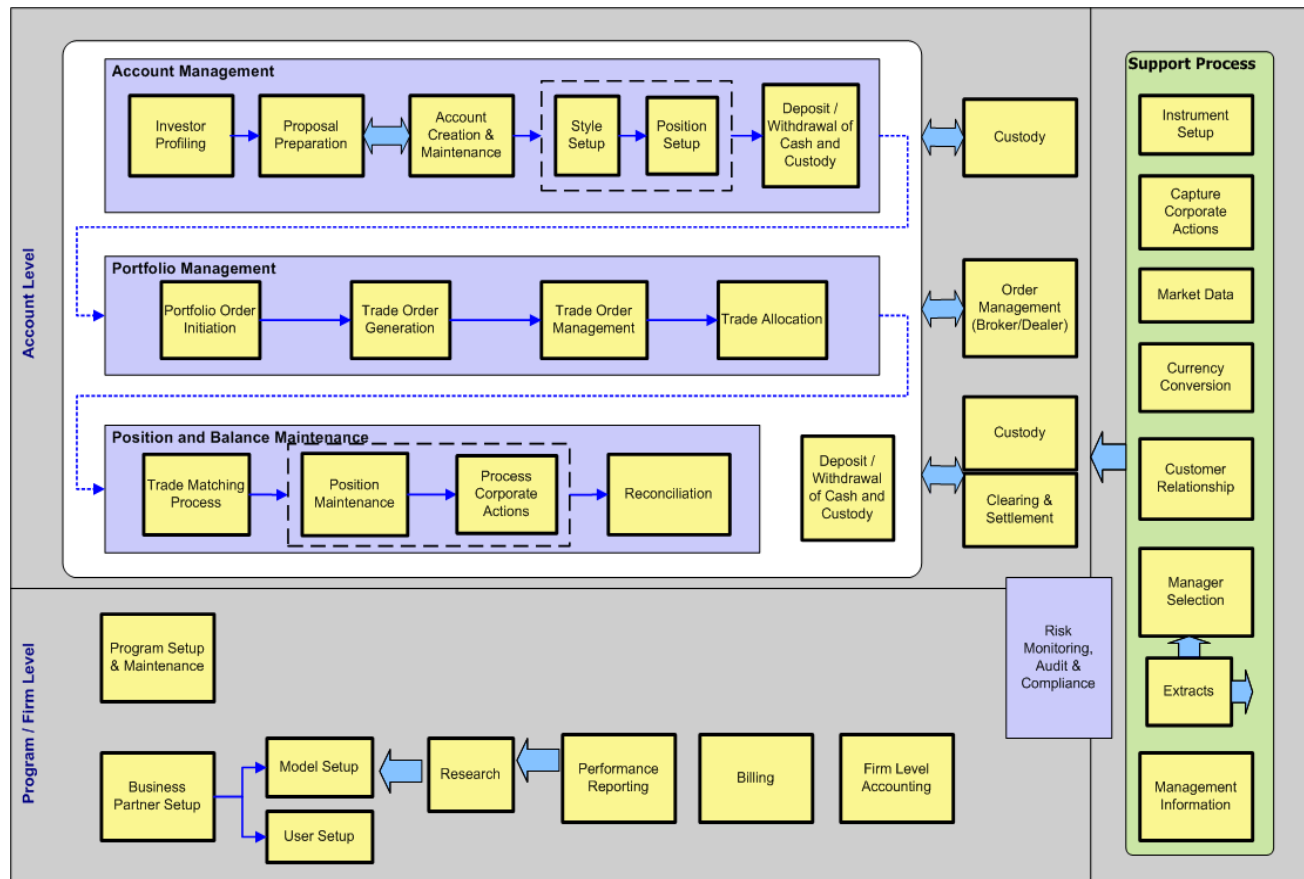 Account Level
Account Management
Investor
Profiling
Proposal
Preparation
Account
Creation &
Maintenance
Style
Setup
Position
Setup
Deposit /
Withdrawal of
Cash and
Custody
Custody
Portfolio Management
Portfolio Order
Initiation
Trade Order
Generation
Trade Order
Management
Trade Allocation
Order
Management
(Broker/Dealer)
Position and Balance Maintenance
Trade Matching
Process
Position
Maintenance
Process
Corporate
Actions
Reconciliation
Deposit /
Withdrawal
of Cash and
Custody
Custody
Clearing &
Settlement
Program / Firm Level
Program Setup
& Maintenance
Business
Partner Setup
Model Setup
User Setup
Research
Performance
Reporting
Billing
Firm Level
Accounting
Risk
Monitoring,
Audit &
Compliance
Support Process
Instrument
Setup
Capture
Corporate
Actions
Market Data
Currency
Conversion
Customer
Relationship
Manager
Selection
Extracts
Management
Information